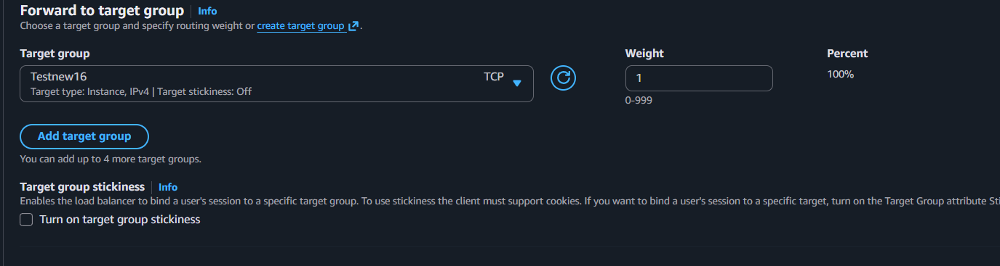 Forward to target group Info
Choose a target group and specify routing weight or create target group .
Target group Weight Percent
Testnew16 TCP 1 100%
Target type: Instance, IPv4 | Target stickiness: Off
0-999
Add target group
You can add up to 4 more target groups.
Target group stickiness Info
Enables the load balancer to bind a user's session to a specific target group. To use stickiness the client must support cookies. If you want to bind a user's session to a specific target, turn on the Target Group attribute Sti
Turn on target group stickiness